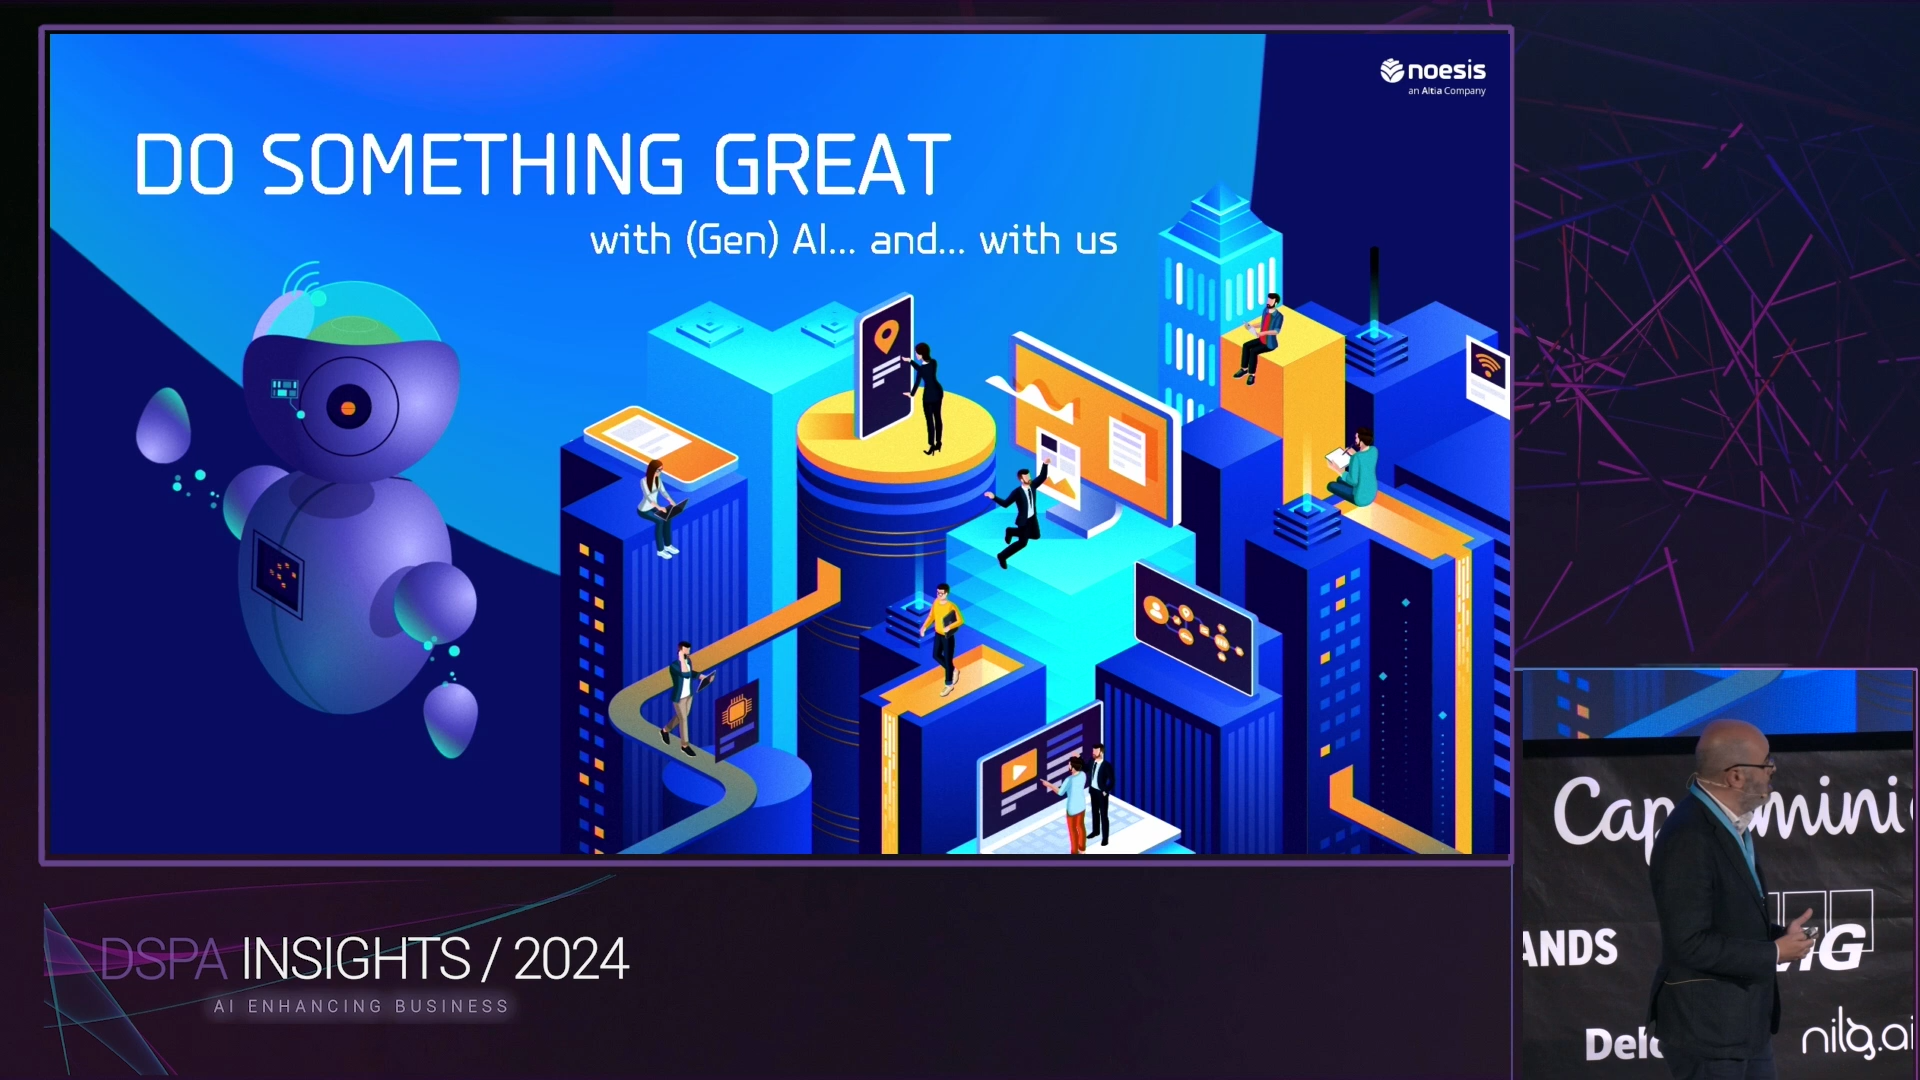 noesis
an Altia Company
DO SOMETHING GREAT
with (Gen) AI... and... with us
DSPA INSIGHTS / 2024
AI ENHANCING BUSINESS
nilg.ai